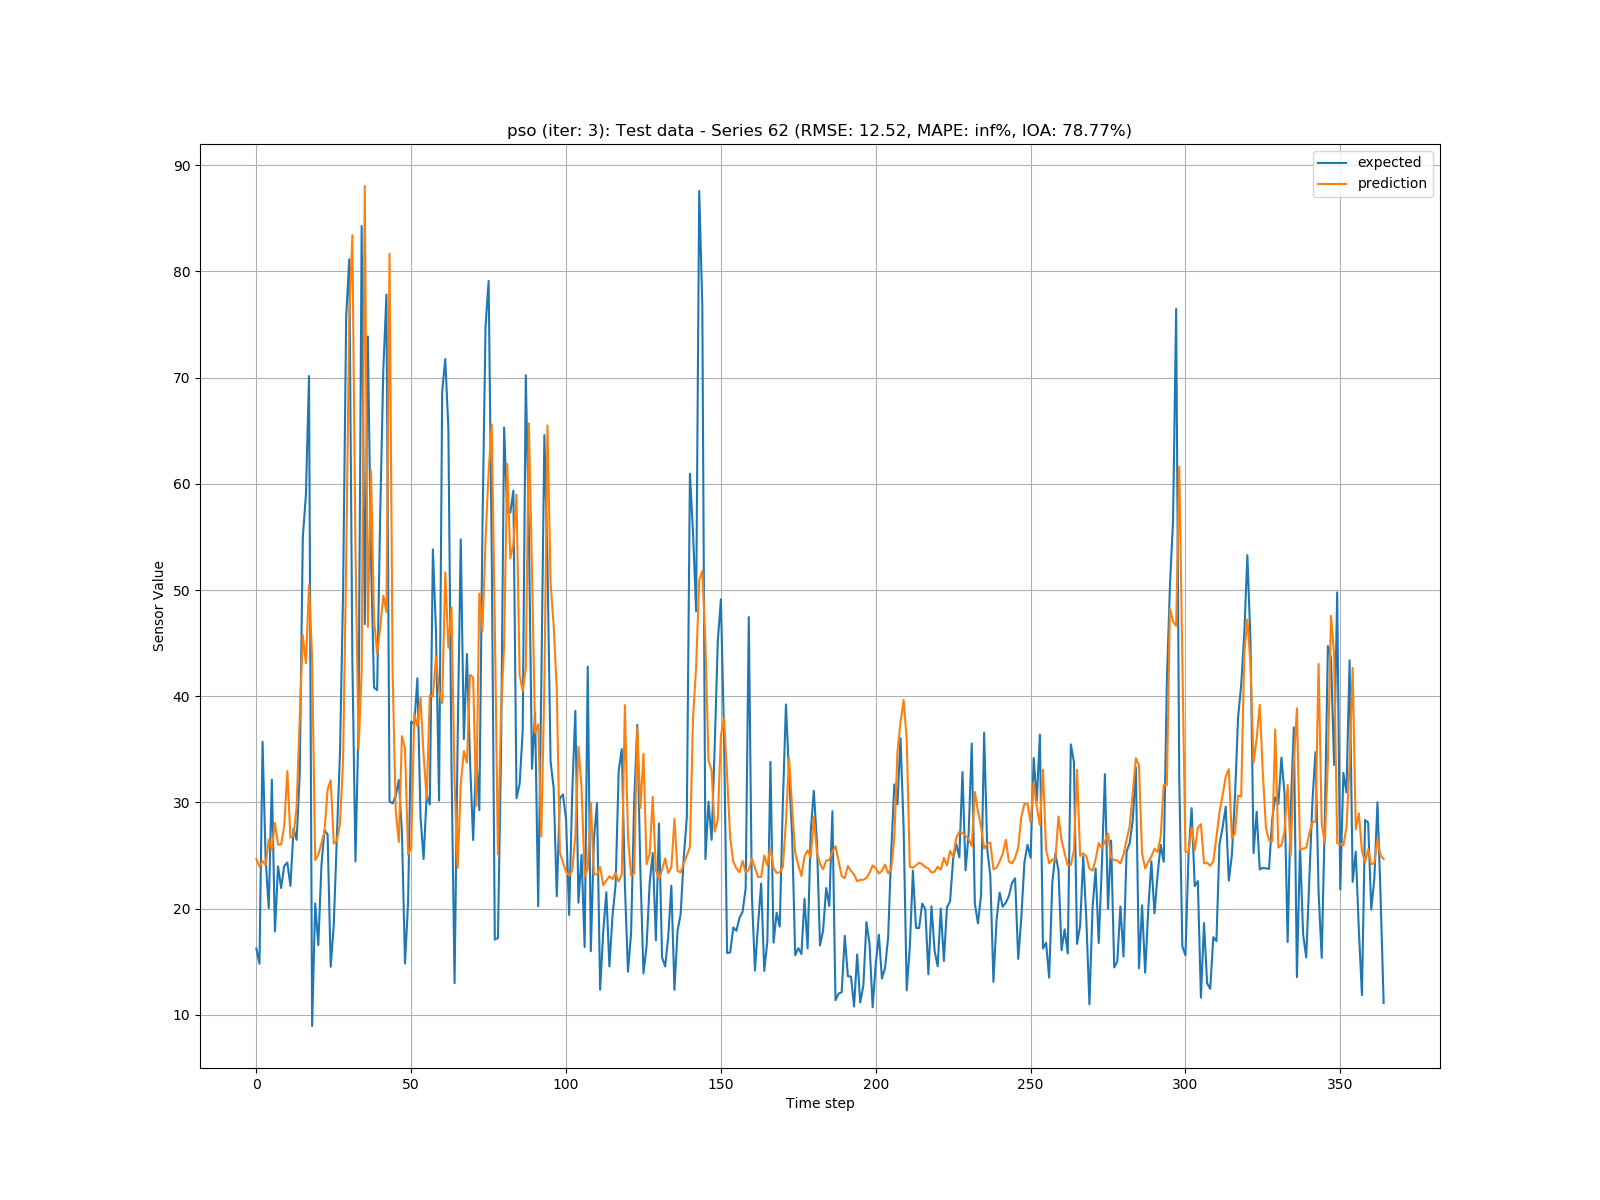 pso (iter: 3): Test data - Series 62 (RMSE: 12.52, MAPE: inf%, IOA: 78.77%)
expected
prediction
90
80
70
60
50
40
30
20
10
Sensor Value
0 50 100 150 200 250 300 350
Time step